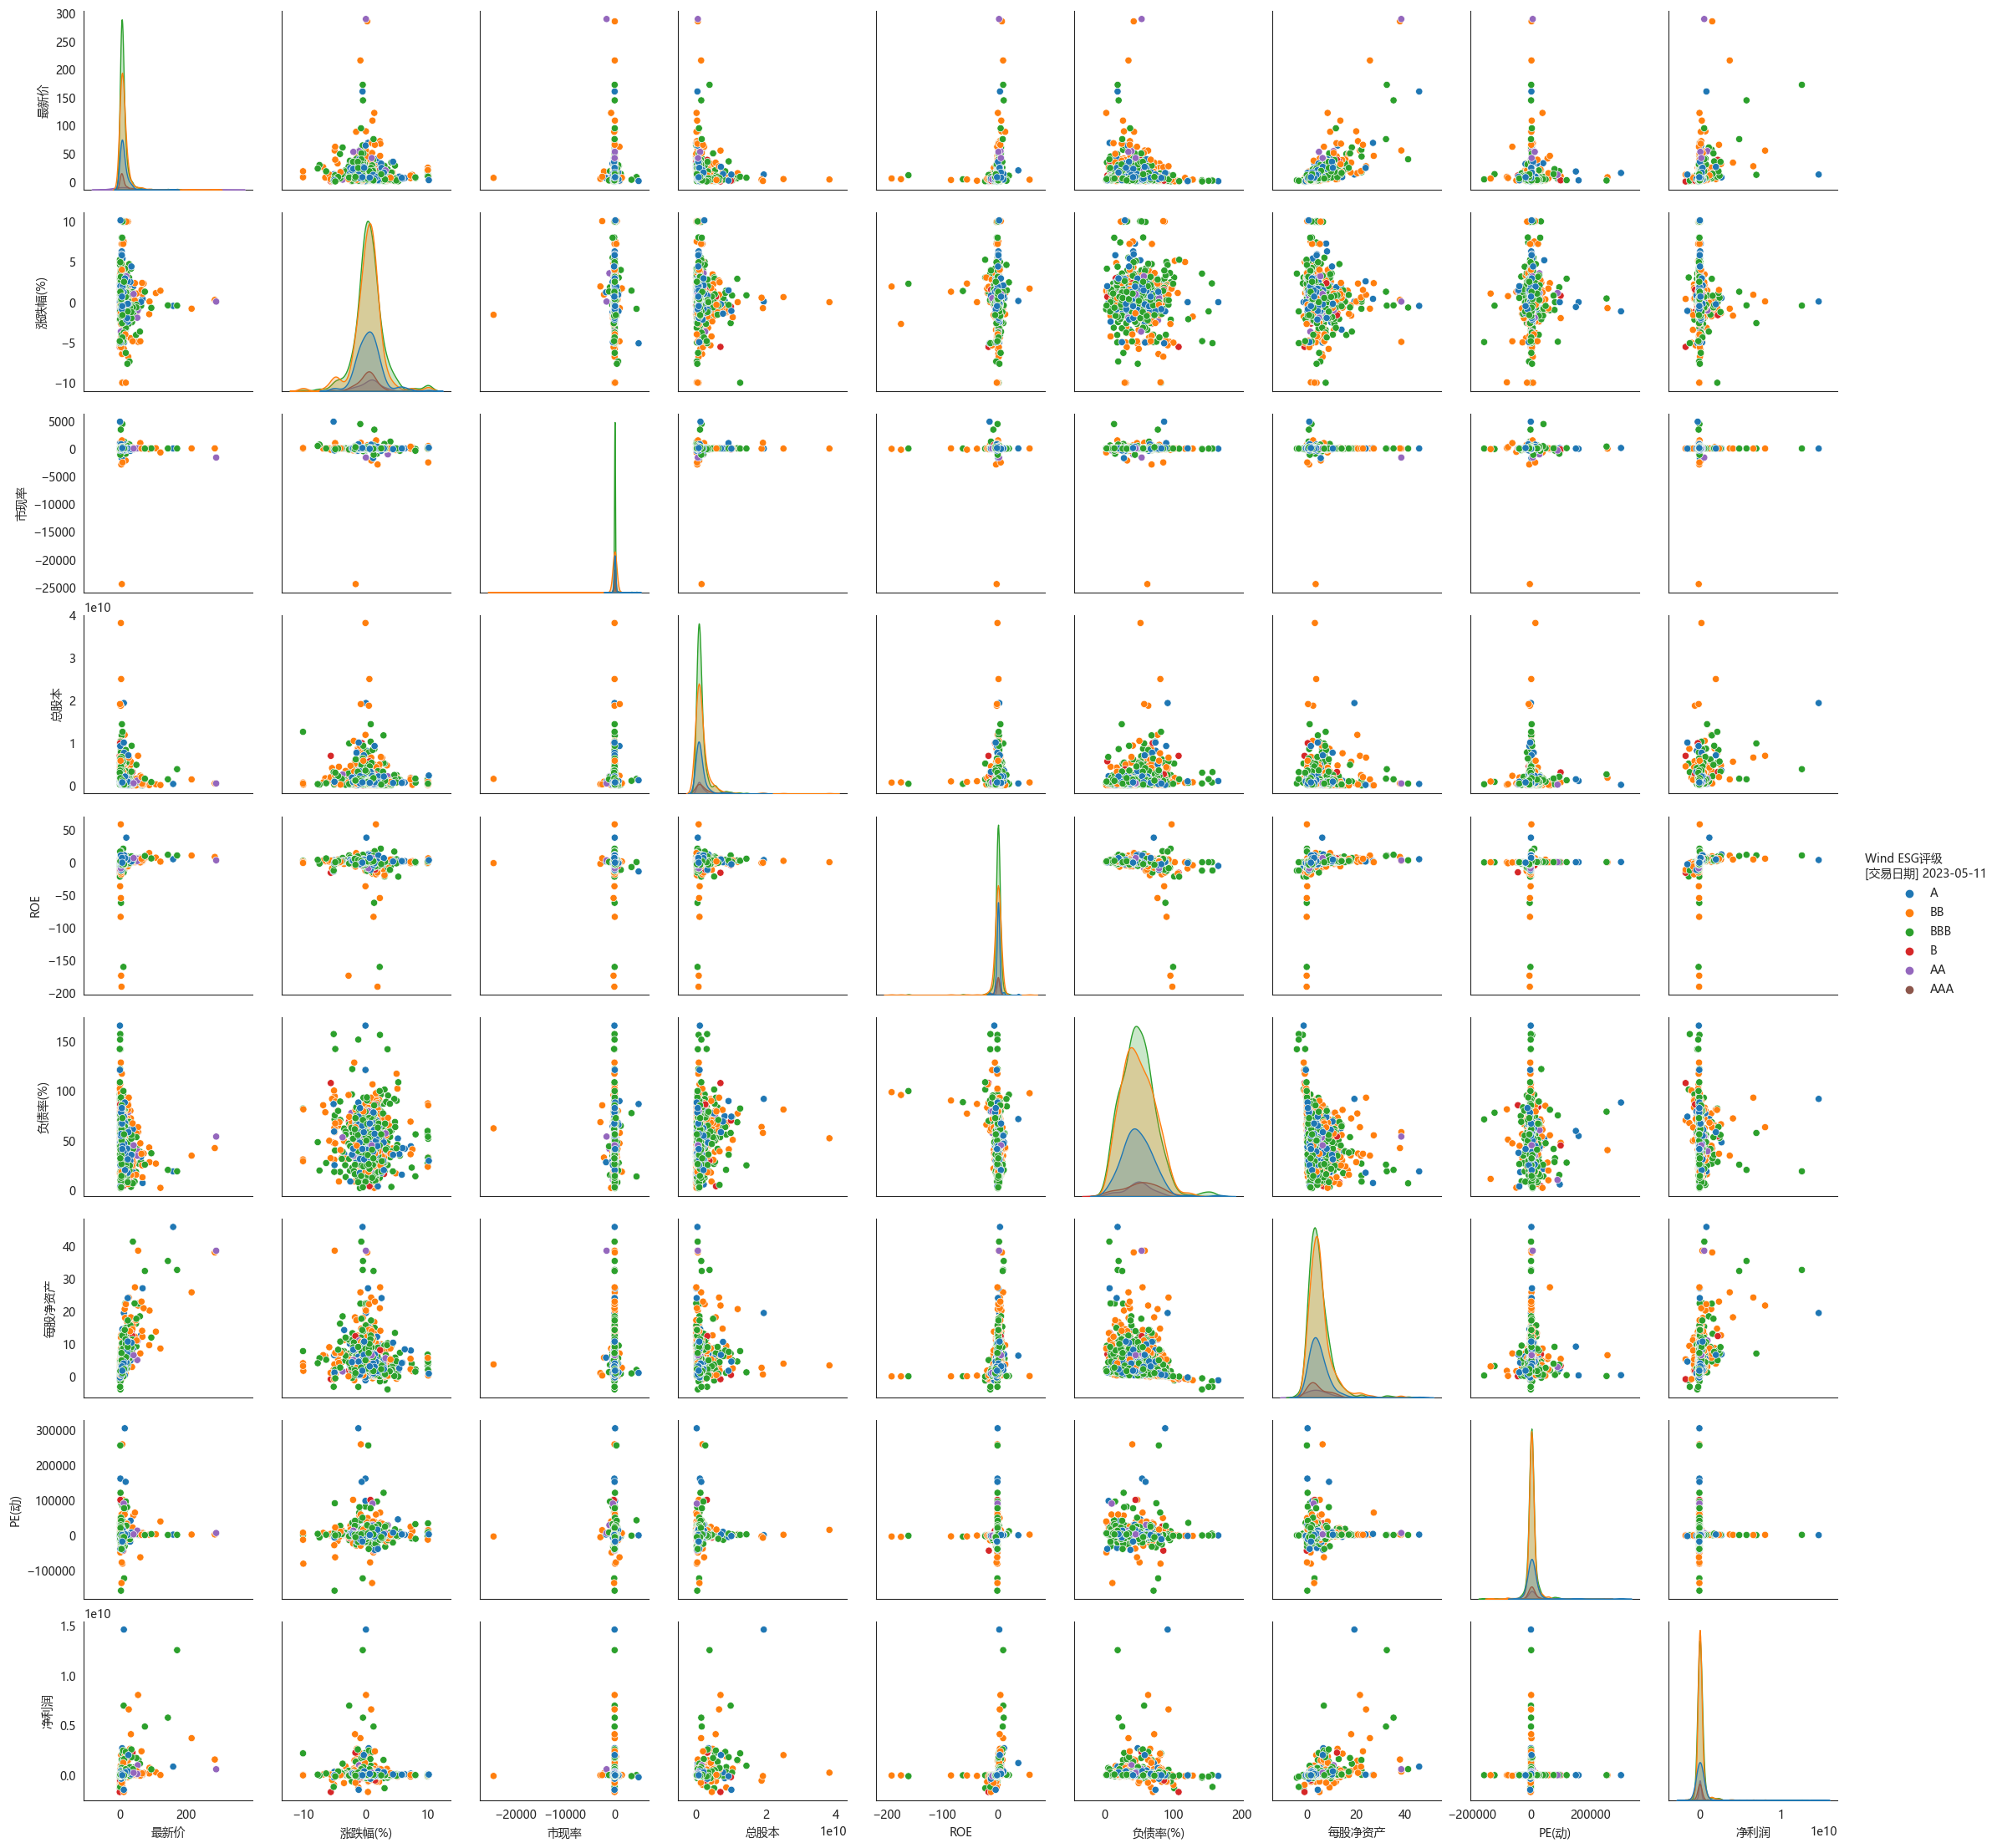 300
250
200
150
100
50
0
最新价
10
5
0
−5
−10
涨跌幅(%)
5000
0
−5000
−10000
−15000
−20000
−25000
市现率
1e10
4
3
2
1
0
总股本
50
0
−50
−100
−150
−200
ROE
Wind ESG评级
[交易日期] 2023-05-11
A
BB
BBB
B
AA
AAA
150
100
50
0
负债率(%)
40
30
20
10
0
每股净资产
300000
200000
100000
0
−100000
PE(动)
1e10
1.5
1.0
0.5
0.0
净利润
0 200
最新价
−10 0 10
涨跌幅(%)
−20000 −10000 0
市现率
0 2 4
1e10
总股本
−200 −100 0
ROE
0 100 200
负债率(%)
0 20 40
每股净资产
−200000 0 200000
PE(动)
0 1
1e10
净利润